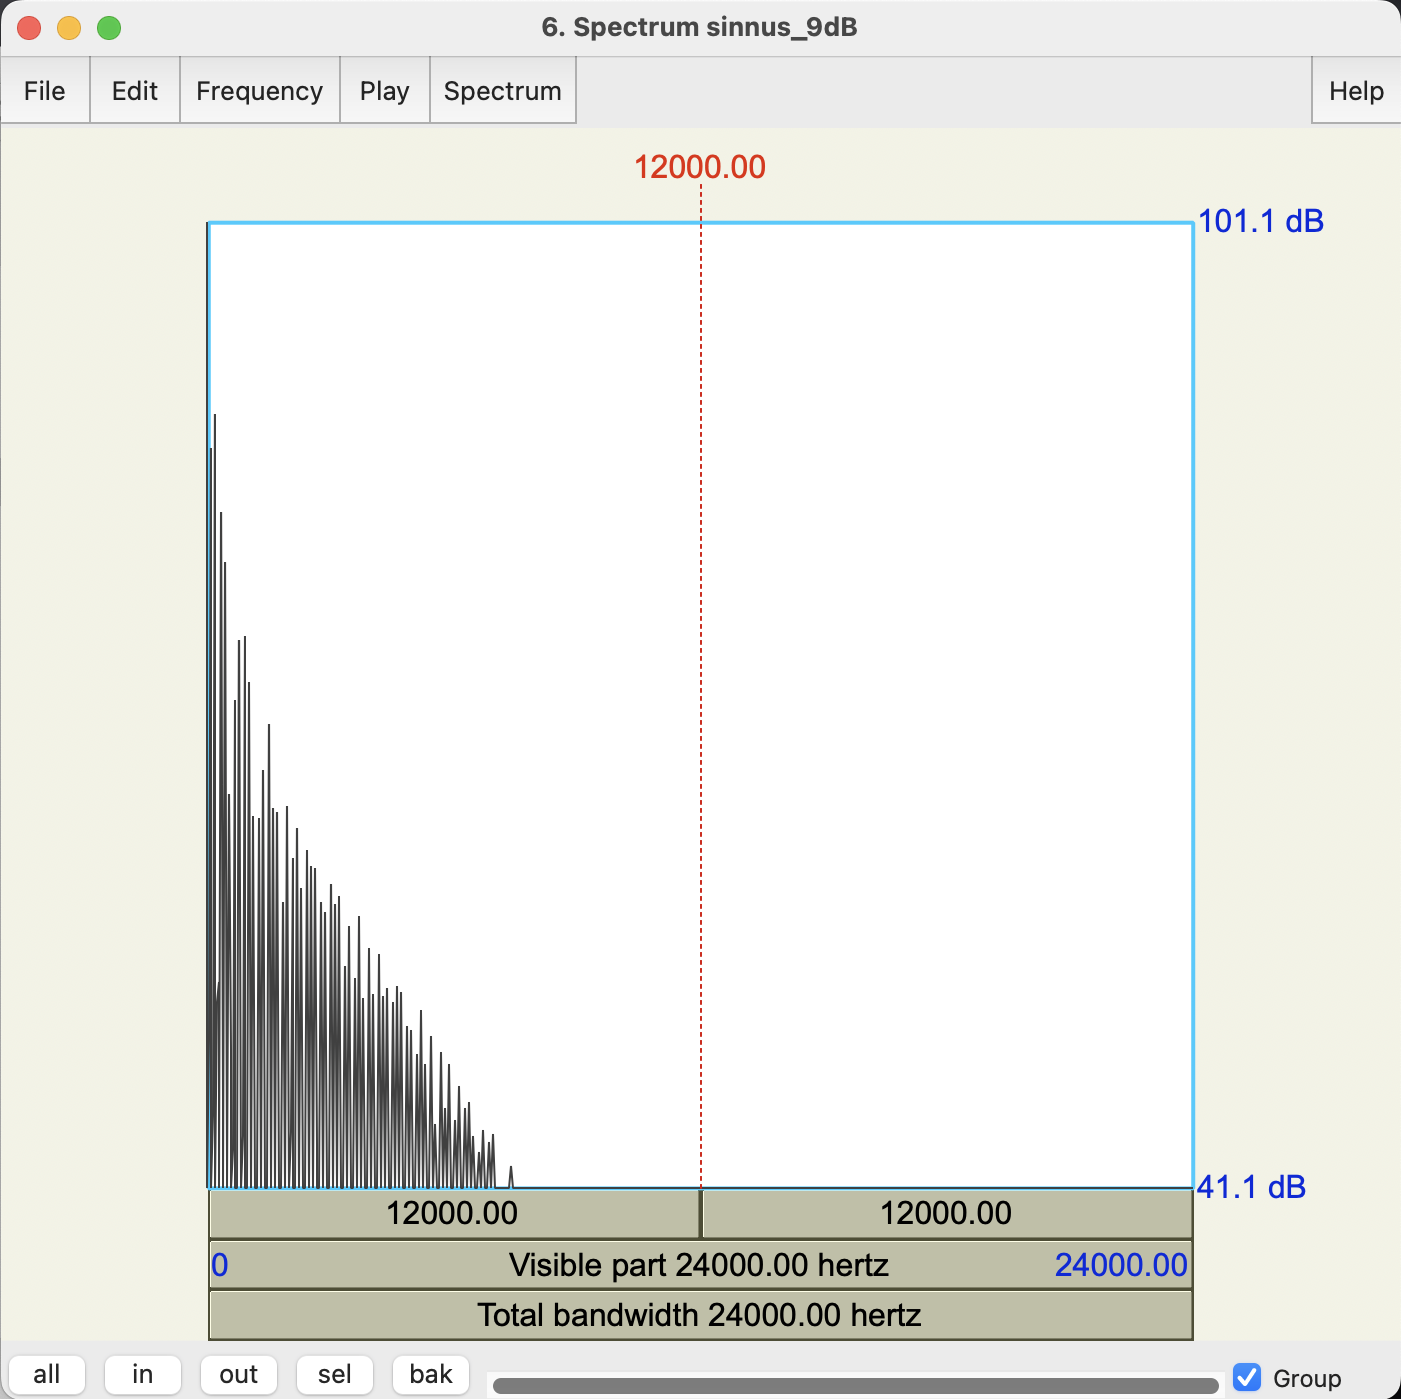 6. Spectrum sinnus_9dB
File Edit Frequency Play Spectrum Help
12000.00
101.1 dB
41.1 dB
12000.00 12000.00
0 Visible part 24000.00 hertz 24000.00
Total bandwidth 24000.00 hertz
all in out sel bak Group